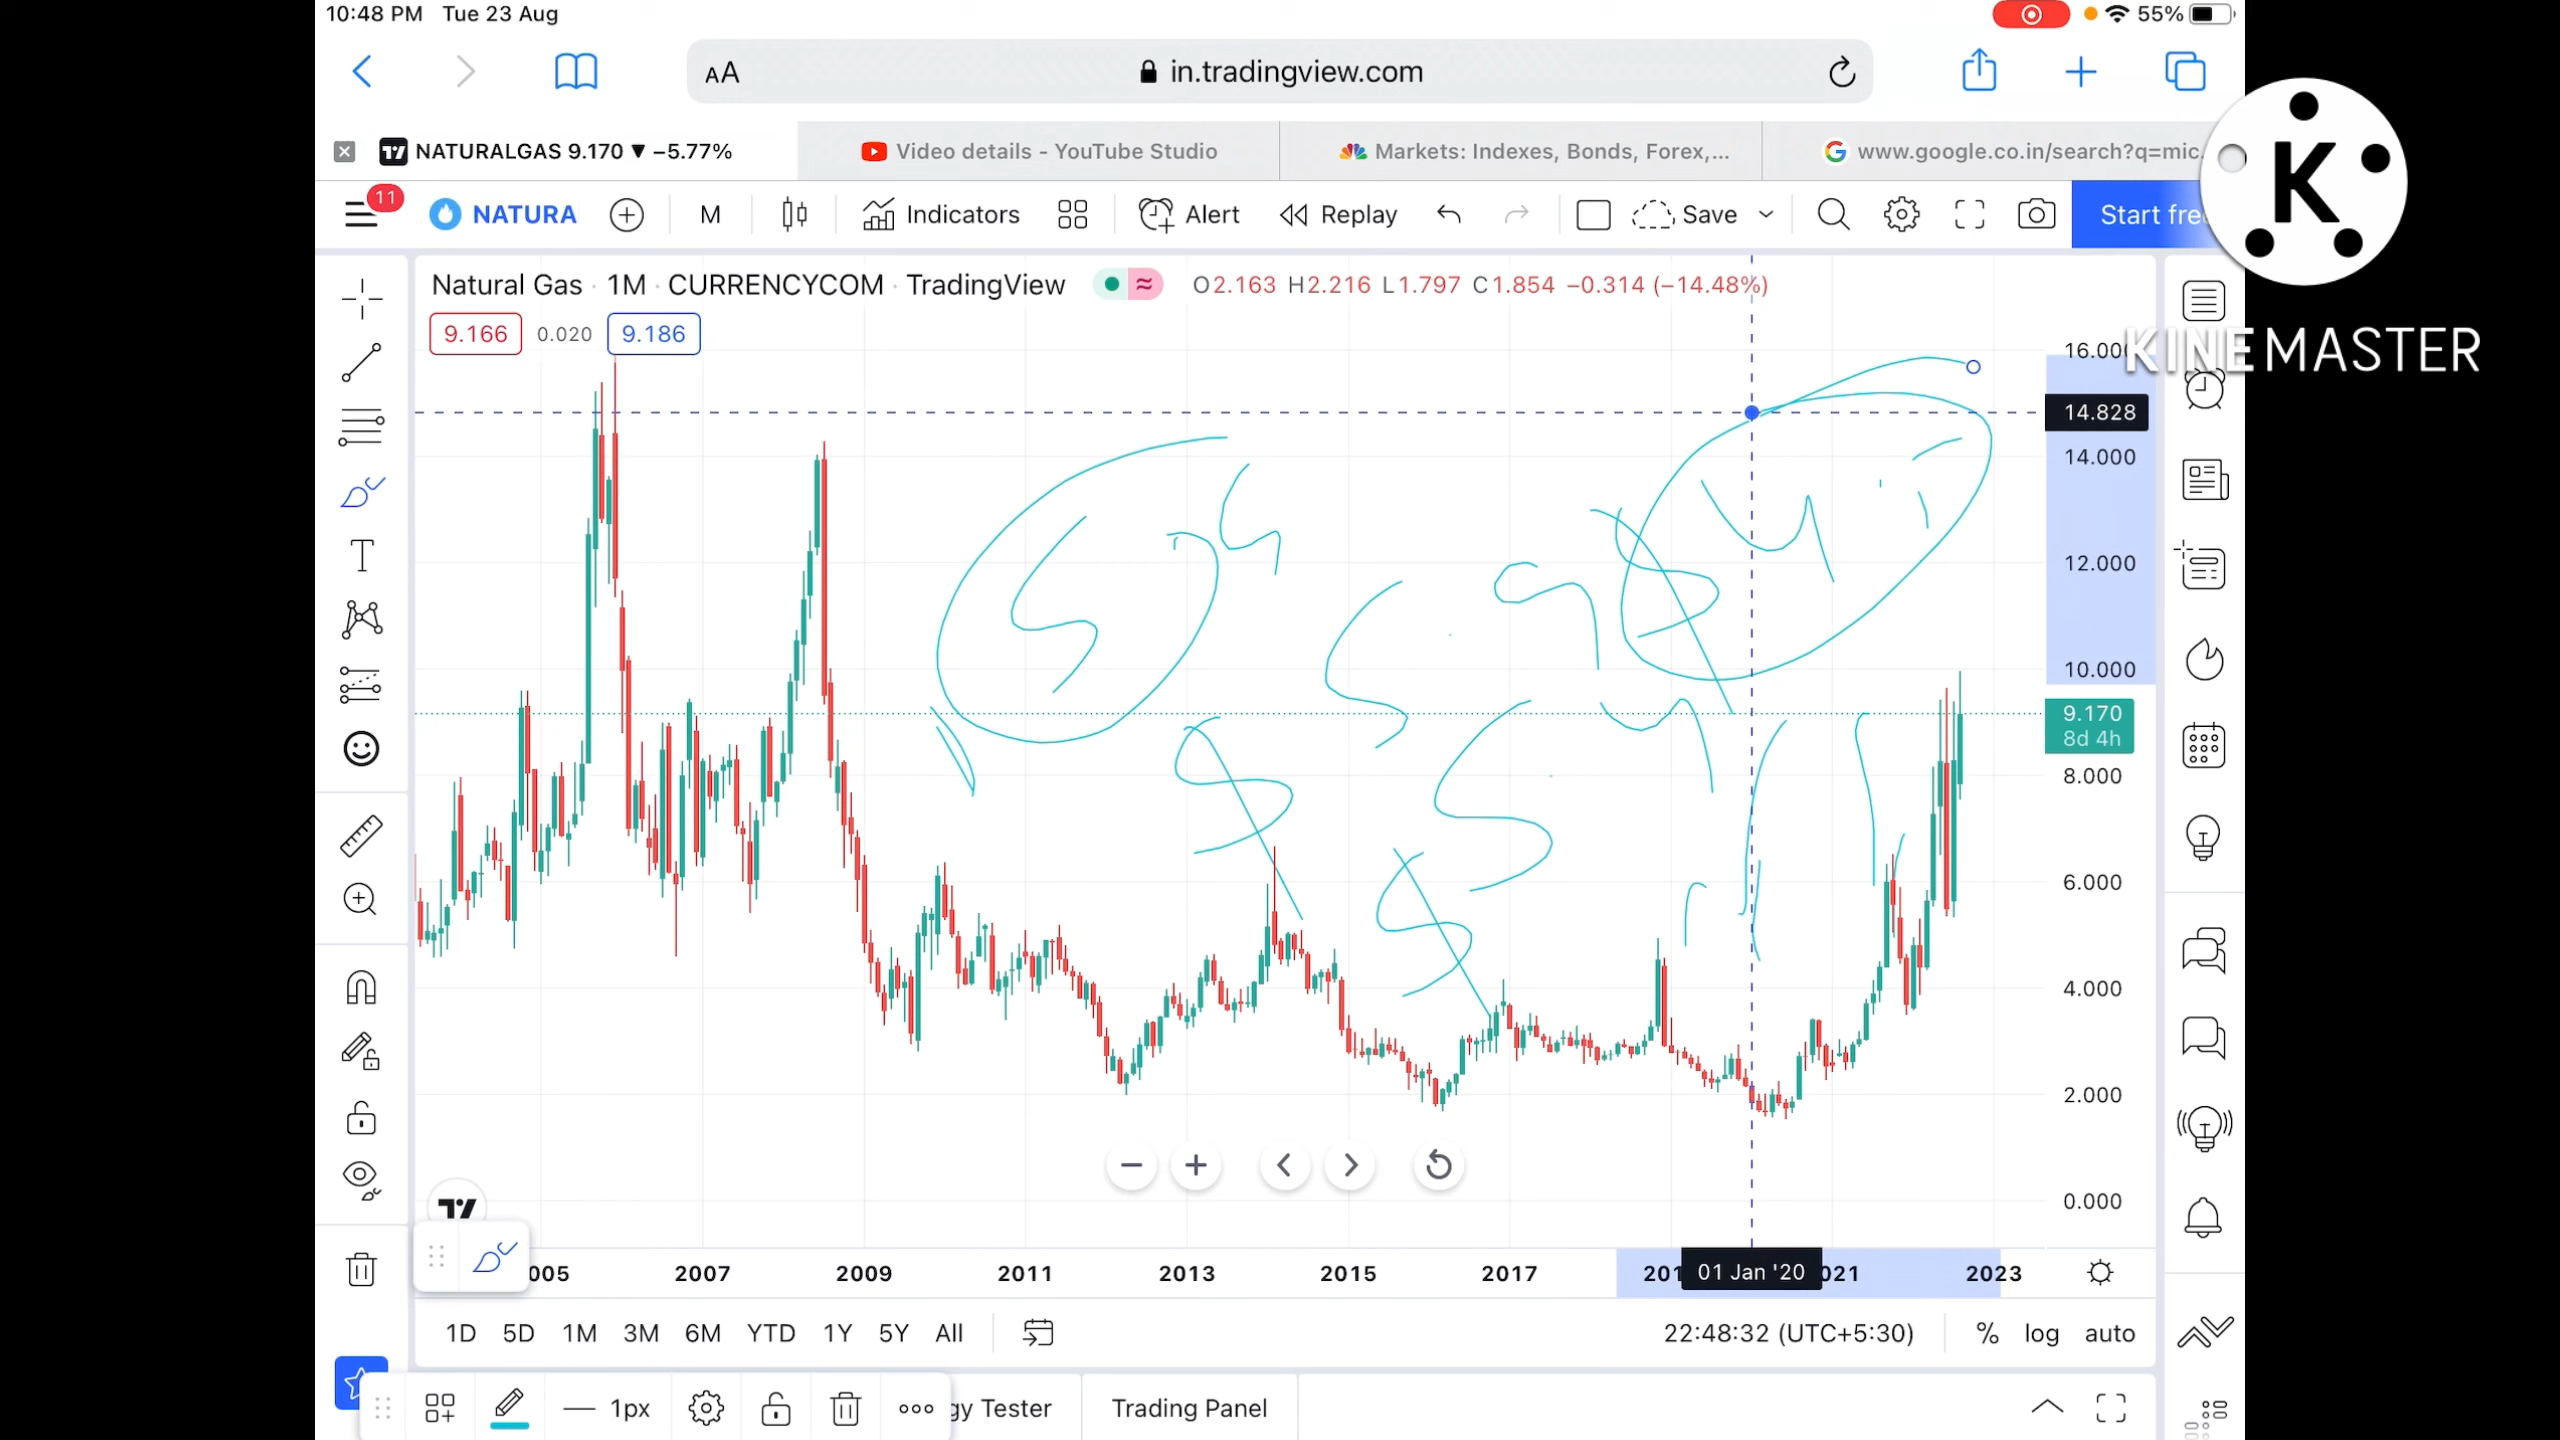 10:48 PM Tue 23 Aug
55%
AA in.tradingview.com
NATURALGAS 9.170 ▼ −5.77%
Video details - YouTube Studio
Markets: Indexes, Bonds, Forex,...
www.google.co.in/search?q=mic.
K
KINEMASTER
11
NATURA
M
Indicators
Alert
Replay
Save
Start fre
Natural Gas · 1M · CURRENCYCOM · TradingView
O2.163 H2.216 L1.797 C1.854 −0.314 (−14.48%)
9.166 0.020 9.186
16.000
14.828
14.000
12.000
10.000
9.170
8d 4h
8.000
6.000
4.000
2.000
0.000
005 2007 2009 2011 2013 2015 2017 201 01 Jan '20 021 2023
1D 5D 1M 3M 6M YTD 1Y 5Y All
22:48:32 (UTC+5:30) % log auto
1px
gy Tester
Trading Panel